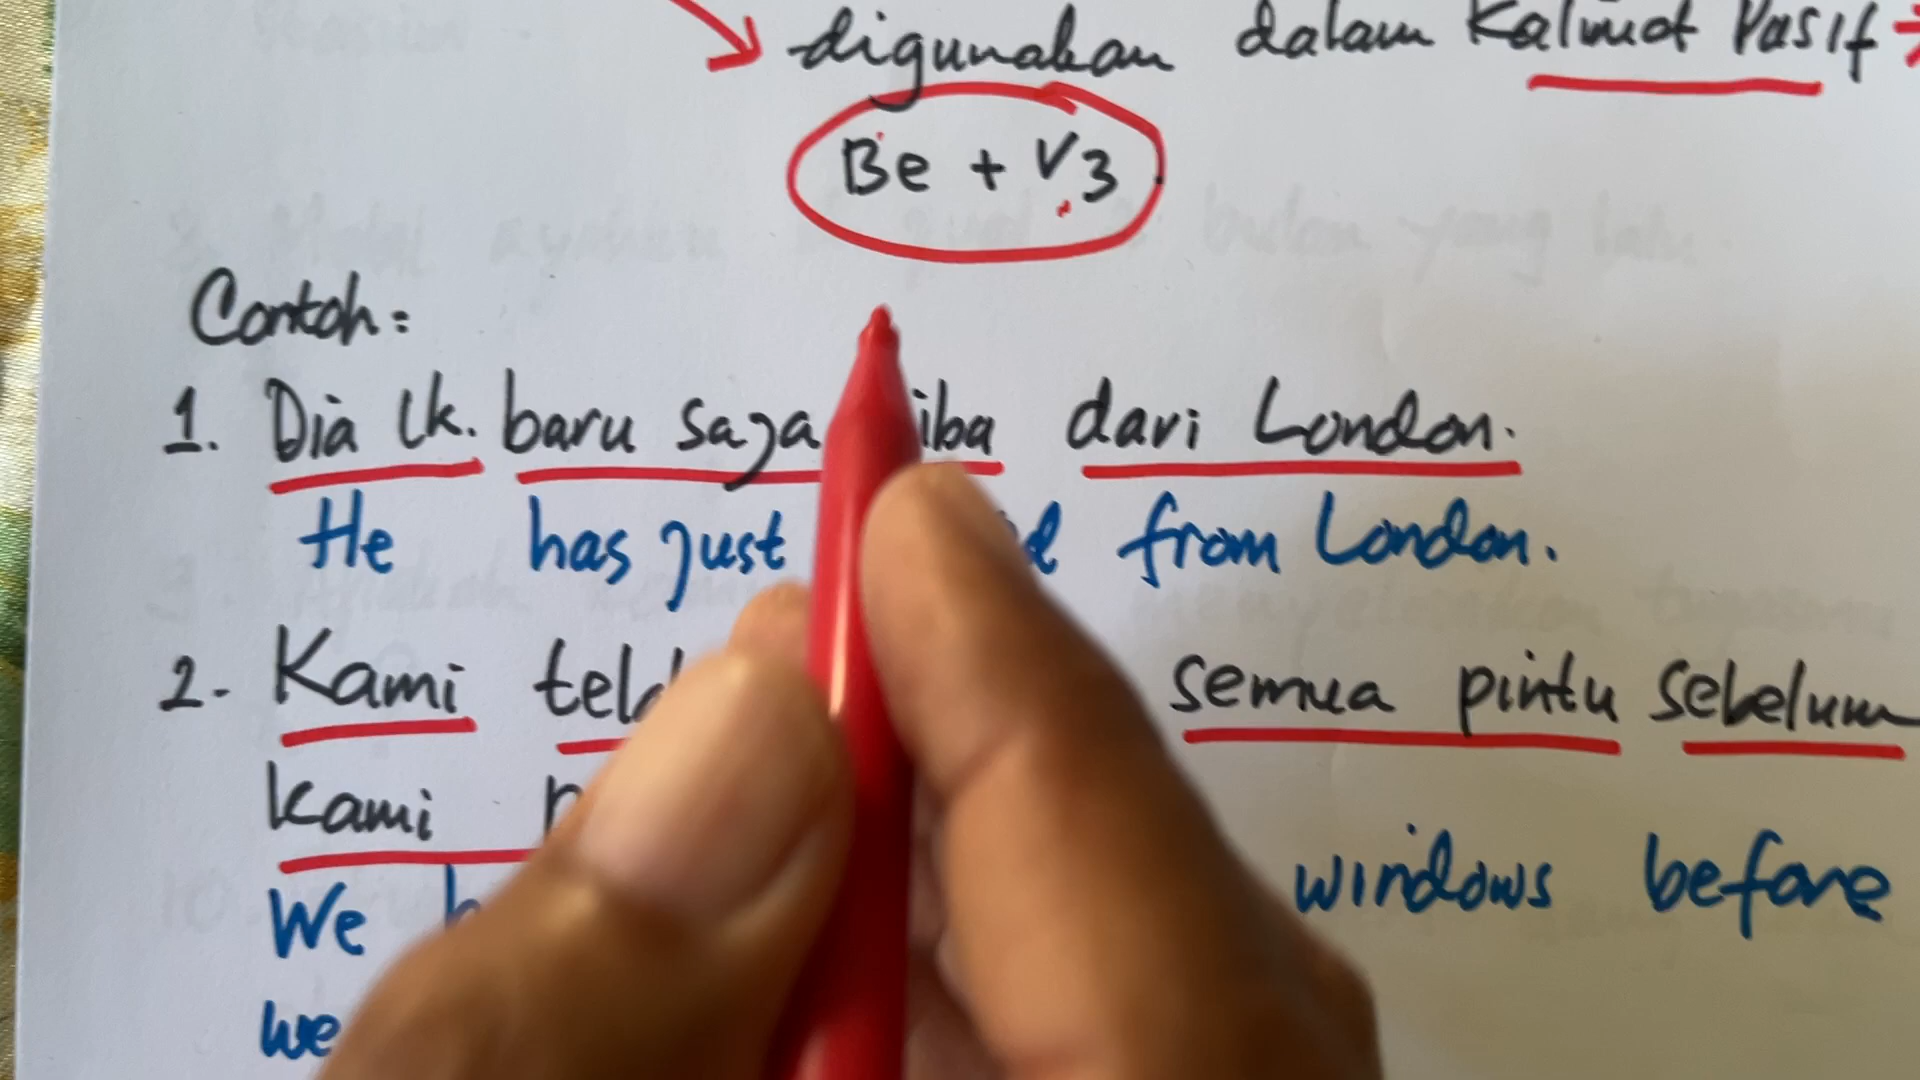 digunakan dalam Kalimat Pasif
Be + V3
Contoh:
1. Dia lk. baru saja dari London.
He has just from London.
2. Kami semua pintu sebelum
kami
We windows before
we